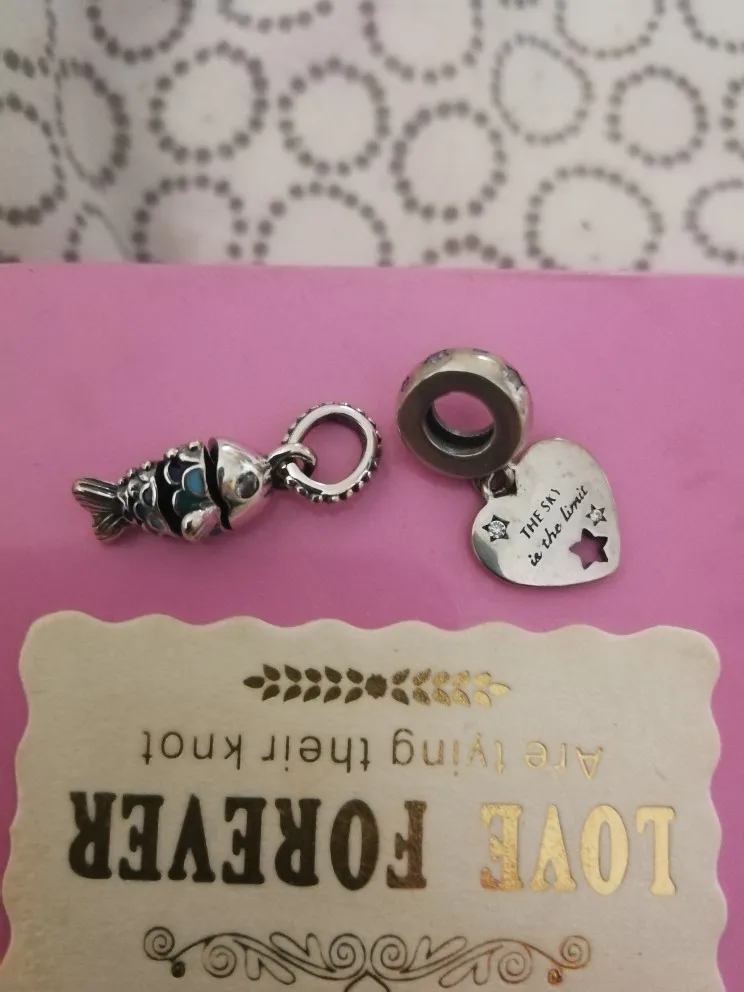 THE SKY
is the limit
LOVE FOREVER
Are tying their knot